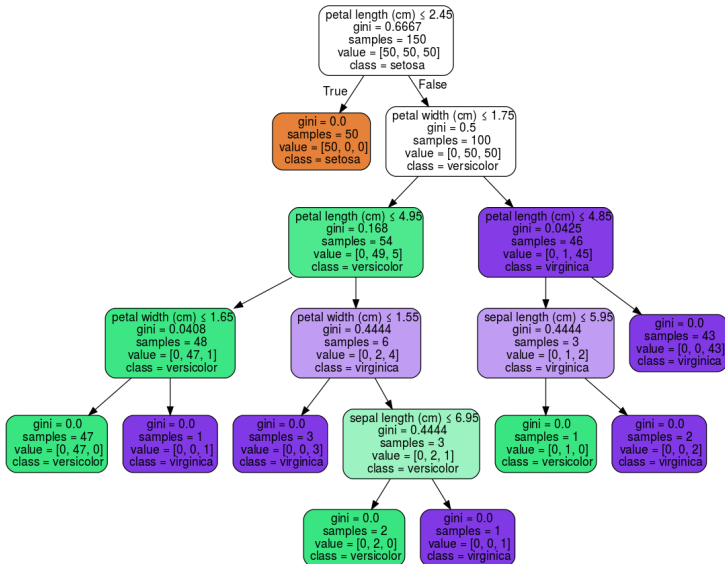 petal length (cm) ≤ 2.45
gini = 0.6667
samples = 150
value = [50, 50, 50]
class = setosa
True
False
gini = 0.0
samples = 50
value = [50, 0, 0]
class = setosa
petal width (cm) ≤ 1.75
gini = 0.5
samples = 100
value = [0, 50, 50]
class = versicolor
petal length (cm) ≤ 4.95
gini = 0.168
samples = 54
value = [0, 49, 5]
class = versicolor
petal length (cm) ≤ 4.85
gini = 0.0425
samples = 46
value = [0, 1, 45]
class = virginica
petal width (cm) ≤ 1.65
gini = 0.0408
samples = 48
value = [0, 47, 1]
class = versicolor
petal width (cm) ≤ 1.55
gini = 0.4444
samples = 6
value = [0, 2, 4]
class = virginica
sepal length (cm) ≤ 5.95
gini = 0.4444
samples = 3
value = [0, 1, 2]
class = virginica
gini = 0.0
samples = 43
value = [0, 0, 43]
class = virginica
gini = 0.0
samples = 47
value = [0, 47, 0]
class = versicolor
gini = 0.0
samples = 1
value = [0, 0, 1]
class = virginica
gini = 0.0
samples = 3
value = [0, 0, 3]
class = virginica
sepal length (cm) ≤ 6.95
gini = 0.4444
samples = 3
value = [0, 2, 1]
class = versicolor
gini = 0.0
samples = 1
value = [0, 1, 0]
class = versicolor
gini = 0.0
samples = 2
value = [0, 0, 2]
class = virginica
gini = 0.0
samples = 2
value = [0, 2, 0]
class = versicolor
gini = 0.0
samples = 1
value = [0, 0, 1]
class = virginica